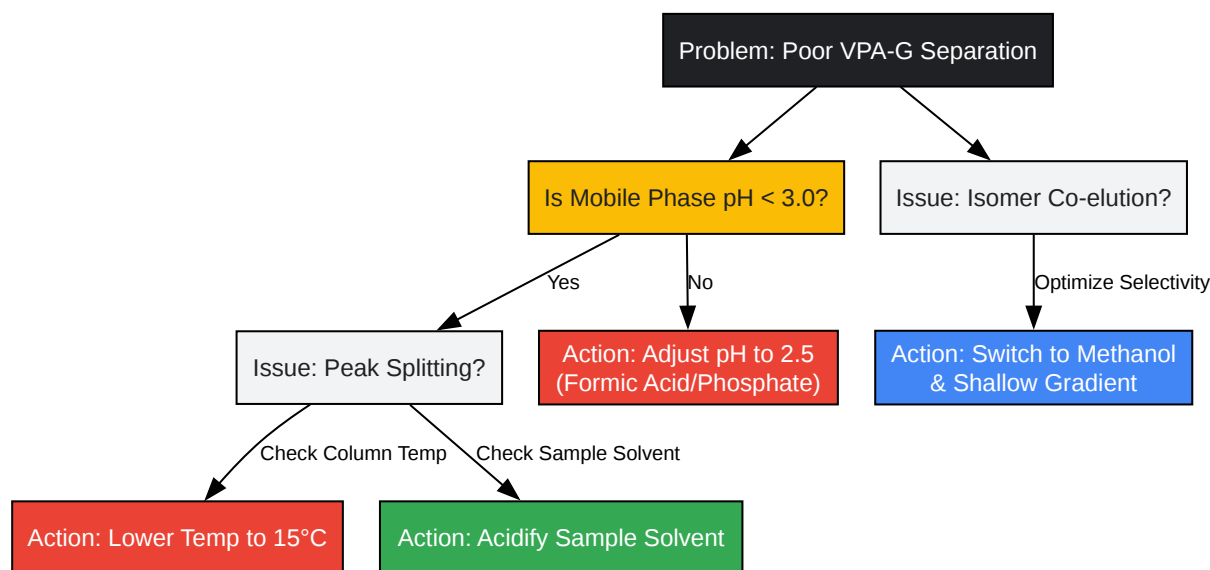 Problem: Poor VPA-G Separation
Is Mobile Phase pH < 3.0?
Issue: Isomer Co-elution?
Yes
No
Optimize Selectivity
Issue: Peak Splitting?
Action: Adjust pH to 2.5
(Formic Acid/Phosphate)
Action: Switch to Methanol
& Shallow Gradient
Check Column Temp
Check Sample Solvent
Action: Lower Temp to 15°C
Action: Acidify Sample Solvent